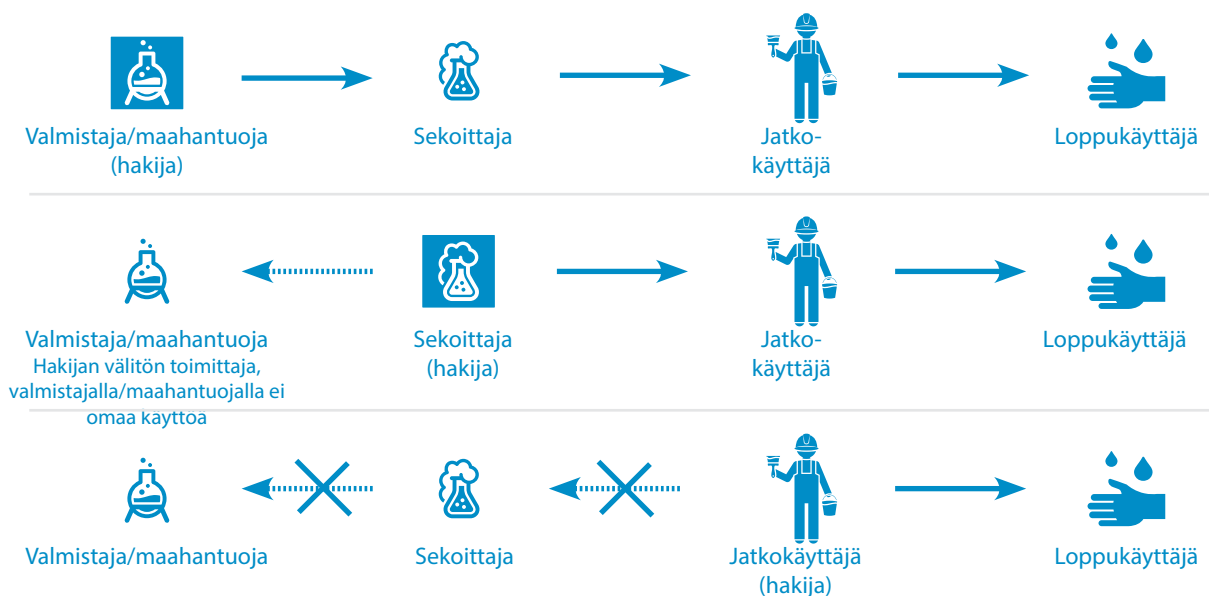 Valmistaja/maahantuoja
(hakija)
Sekoittaja
Jatko-
käyttäjä
Loppukäyttäjä
Valmistaja/maahantuoja
Hakijan välitön toimittaja,
valmistajalla/maahantuojalla ei
omaa käyttöä
Sekoittaja
(hakija)
Jatko-
käyttäjä
Loppukäyttäjä
Valmistaja/maahantuoja
Sekoittaja
Jatkokäyttäjä
(hakija)
Loppukäyttäjä